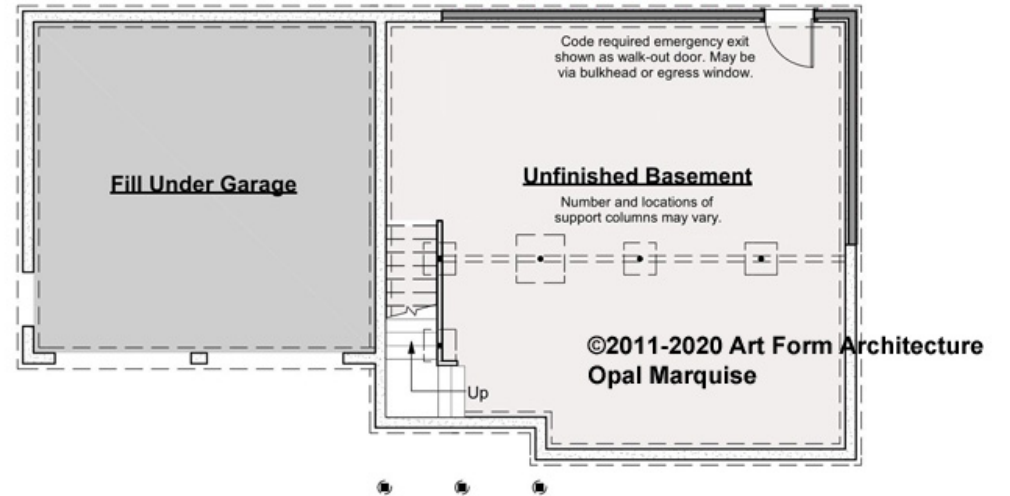 Code required emergency exit
shown as walk-out door. May be
via bulkhead or egress window.
Fill Under Garage
Unfinished Basement
Number and locations of
support columns may vary.
©2011-2020 Art Form Architecture
Opal Marquise
Up